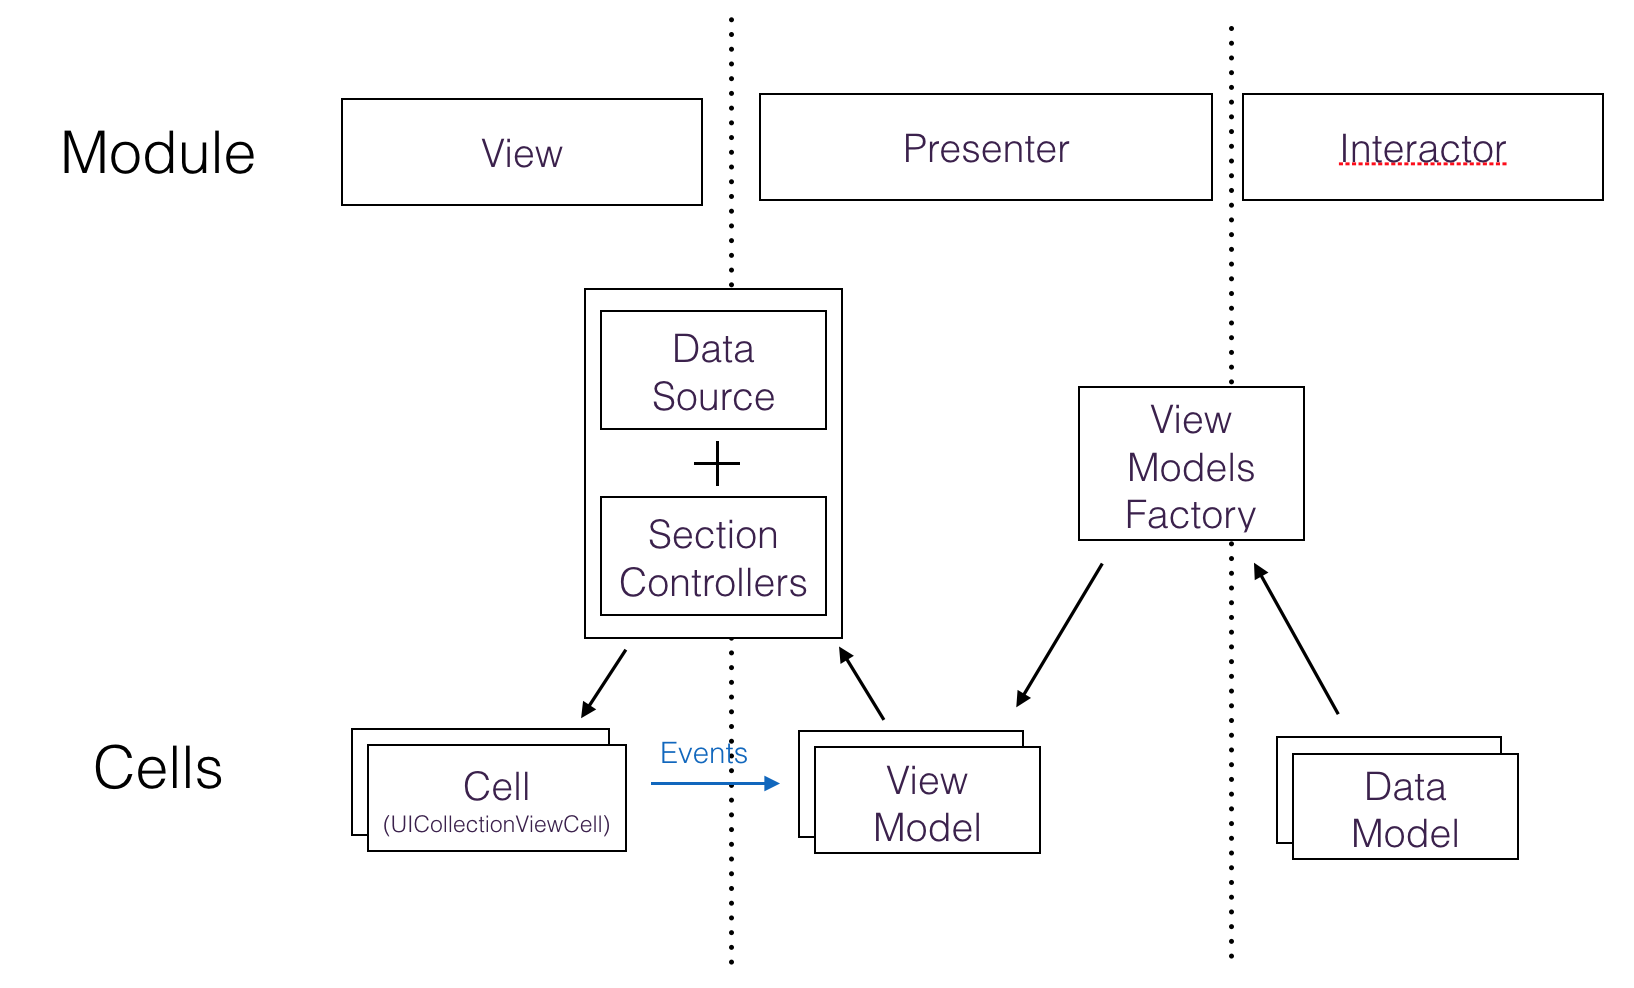 Module
View
Presenter
Interactor
Data
Source
Section
Controllers
View
Models
Factory
Cells
Cell
(UICollectionViewCell)
Events
View
Model
Data
Model